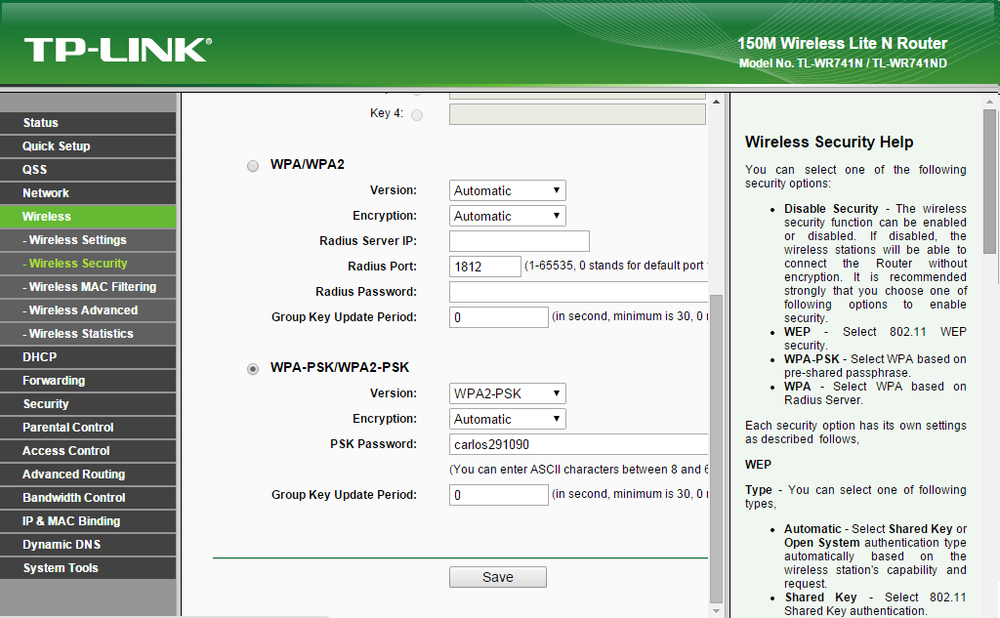 TP-LINK®
150M Wireless Lite N Router
Model No. TL-WR741N / TL-WR741ND
Status
Quick Setup
QSS
Network
Wireless
- Wireless Settings
- Wireless Security
- Wireless MAC Filtering
- Wireless Advanced
- Wireless Statistics
DHCP
Forwarding
Security
Parental Control
Access Control
Advanced Routing
Bandwidth Control
IP & MAC Binding
Dynamic DNS
System Tools
Key 4:
WPA/WPA2
Version: Automatic
Encryption: Automatic
Radius Server IP:
Radius Port: 1812 (1-65535, 0 stands for default port
Radius Password:
Group Key Update Period: 0 (in second, minimum is 30, 0
WPA-PSK/WPA2-PSK
Version: WPA2-PSK
Encryption: Automatic
PSK Password: carlos291090
(You can enter ASCII characters between 8 and 6
Group Key Update Period: 0 (in second, minimum is 30, 0
Save
Wireless Security Help
You can select one of the following
security options:
• Disable Security - The wireless
security function can be enabled
or disabled. If disabled, the
wireless stations will be able to
connect the Router without
encryption. It is recommended
strongly that you choose one of
following options to enable
security.
• WEP - Select 802.11 WEP
security.
• WPA-PSK - Select WPA based on
pre-shared passphrase.
• WPA - Select WPA based on
Radius Server.
Each security option has its own settings
as described follows,
WEP
Type - You can select one of following
types,
• Automatic - Select Shared Key or
Open System authentication type
automatically based on the
wireless station's capability and
request.
• Shared Key - Select 802.11
Shared Key authentication.